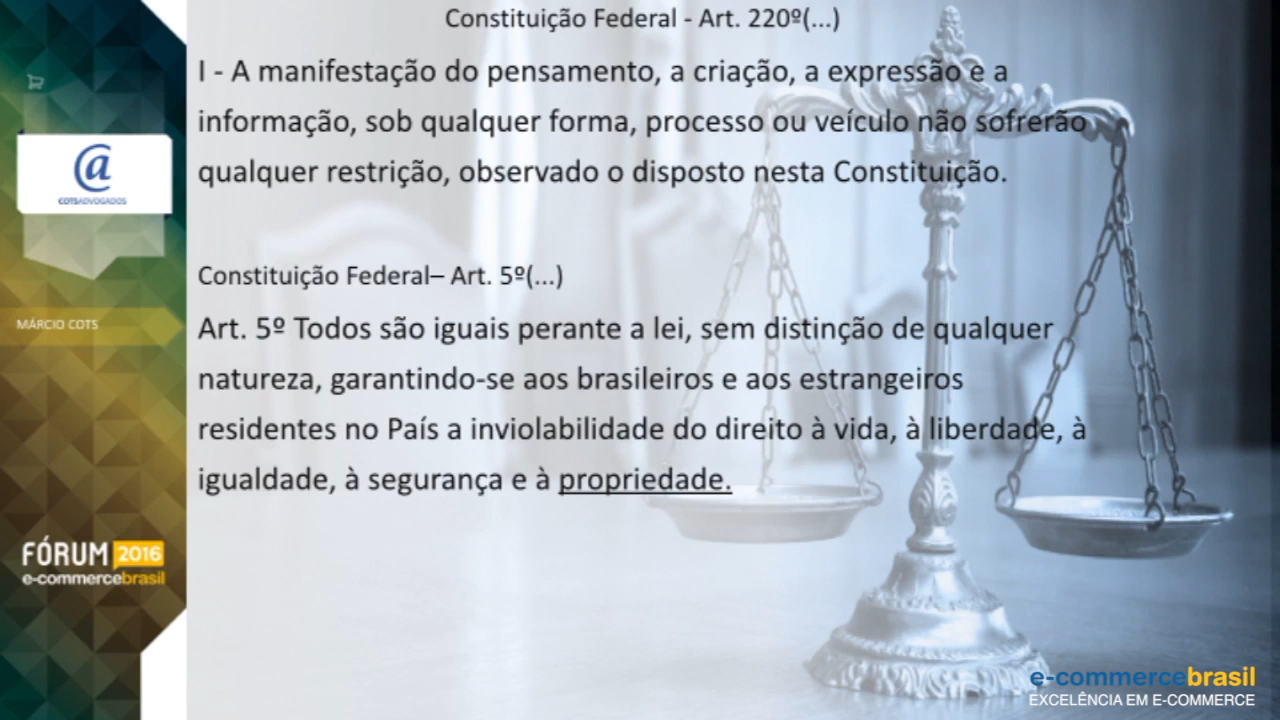 Constituição Federal - Art. 220º(...)
I - A manifestação do pensamento, a criação, a expressão e a
informação, sob qualquer forma, processo ou veículo não sofrerão
qualquer restrição, observado o disposto nesta Constituição.
Constituição Federal– Art. 5º(...)
Art. 5º Todos são iguais perante a lei, sem distinção de qualquer
natureza, garantindo-se aos brasileiros e aos estrangeiros
residentes no País a inviolabilidade do direito à vida, à liberdade, à
igualdade, à segurança e à propriedade.
@
COTSADVOGADOS
MÁRCIO COTS
FÓRUM 2016
e-commercebrasil
e-commercebrasil
EXCELÊNCIA EM E-COMMERCE